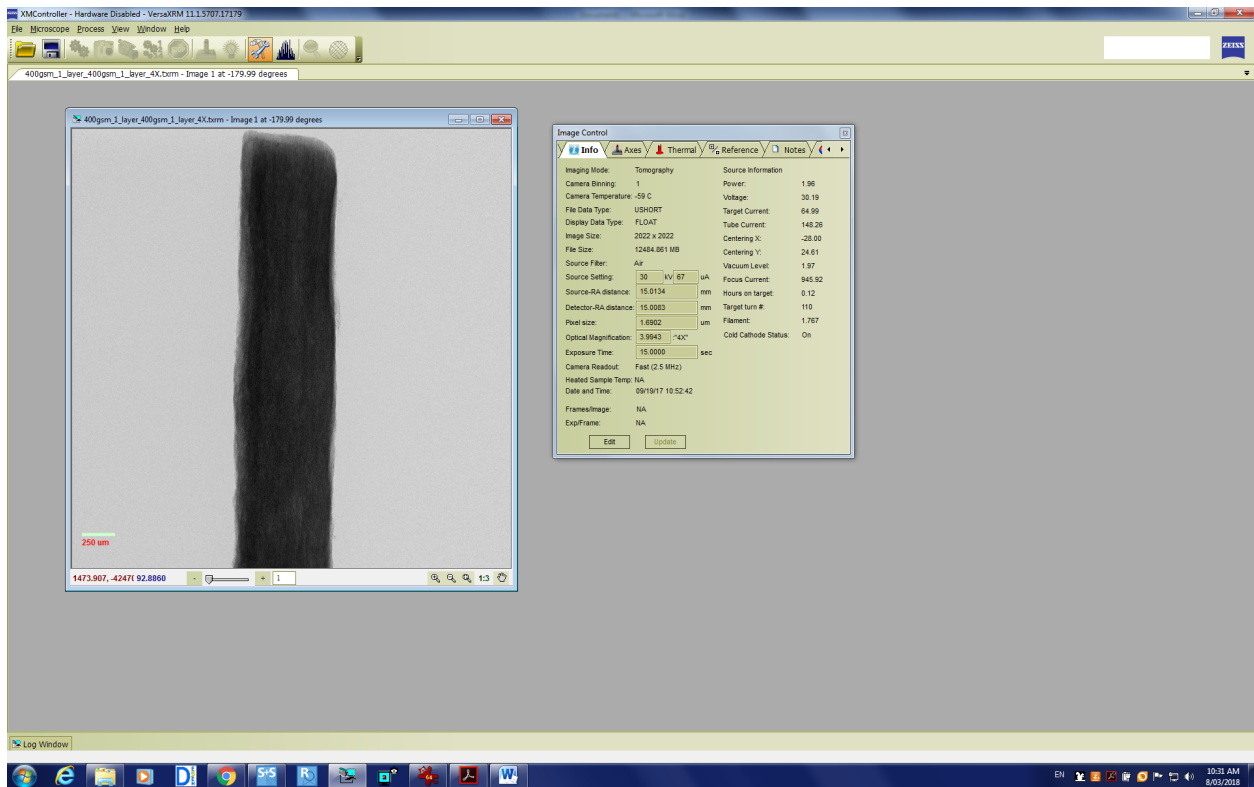 XMController - Hardware Disabled - VersaXRM 11.1.5707.17179
File Microscope Process View Window Help
ZEISS
400gsm_1_layer_400gsm_1_layer_4X.txrm - Image 1 at -179.99 degrees
400gsm_1_layer_400gsm_1_layer_4X.txrm - Image 1 at -179.99 degrees
250 um
1473.907, -4247( 92.8860 - + 1 1:3
Image Control
Info Axes Thermal Reference Notes
Imaging Mode: Tomography
Camera Binning: 1
Camera Temperature: -59 C
File Data Type: USHORT
Display Data Type: FLOAT
Image Size: 2022 x 2022
File Size: 12484.861 MB
Source Filter: Air
Source Setting: 30 kV 67 uA
Source-RA distance: 15.0134 mm
Detector-RA distance: 15.0083 mm
Pixel size: 1.6902 um
Optical Magnification: 3.9943 :"4X"
Exposure Time: 15.0000 sec
Camera Readout: Fast (2.5 MHz)
Heated Sample Temp: NA
Date and Time: 09/19/17 10:52:42
Frames/Image: NA
Exp/Frame: NA
Edit Update
Source Information
Power: 1.96
Voltage: 30.19
Target Current: 64.99
Tube Current: 148.26
Centering X: -28.00
Centering Y: 24.61
Vacuum Level: 1.97
Focus Current: 945.92
Hours on target: 0.12
Target turn #: 110
Filament: 1.767
Cold Cathode Status: On
Log Window
S+S
EN
10:31 AM
8/03/2018